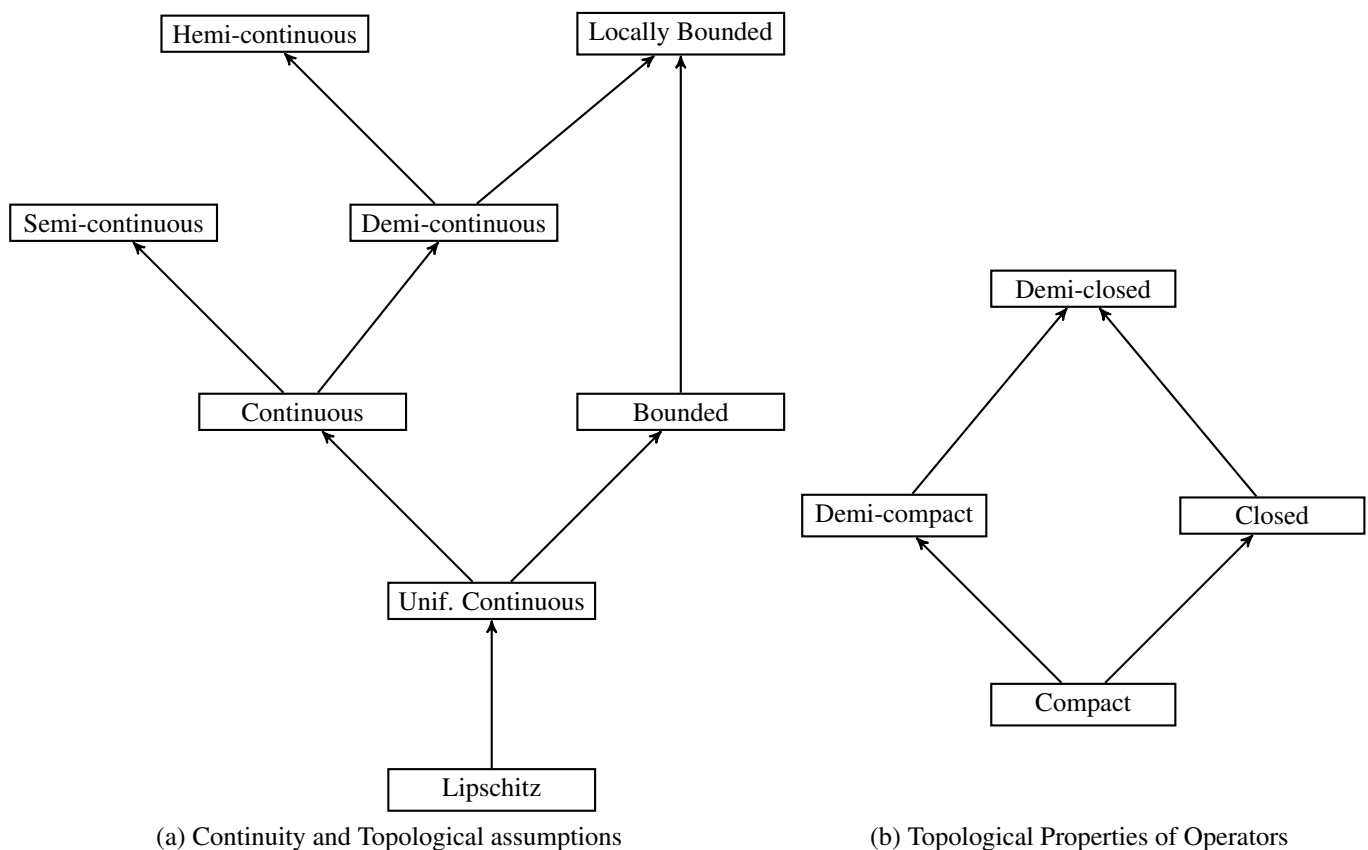 Hemi-continuous
Locally Bounded
Semi-continuous
Demi-continuous
Continuous
Bounded
Unif. Continuous
Lipschitz
(a) Continuity and Topological assumptions
Demi-closed
Demi-compact
Closed
Compact
(b) Topological Properties of Operators